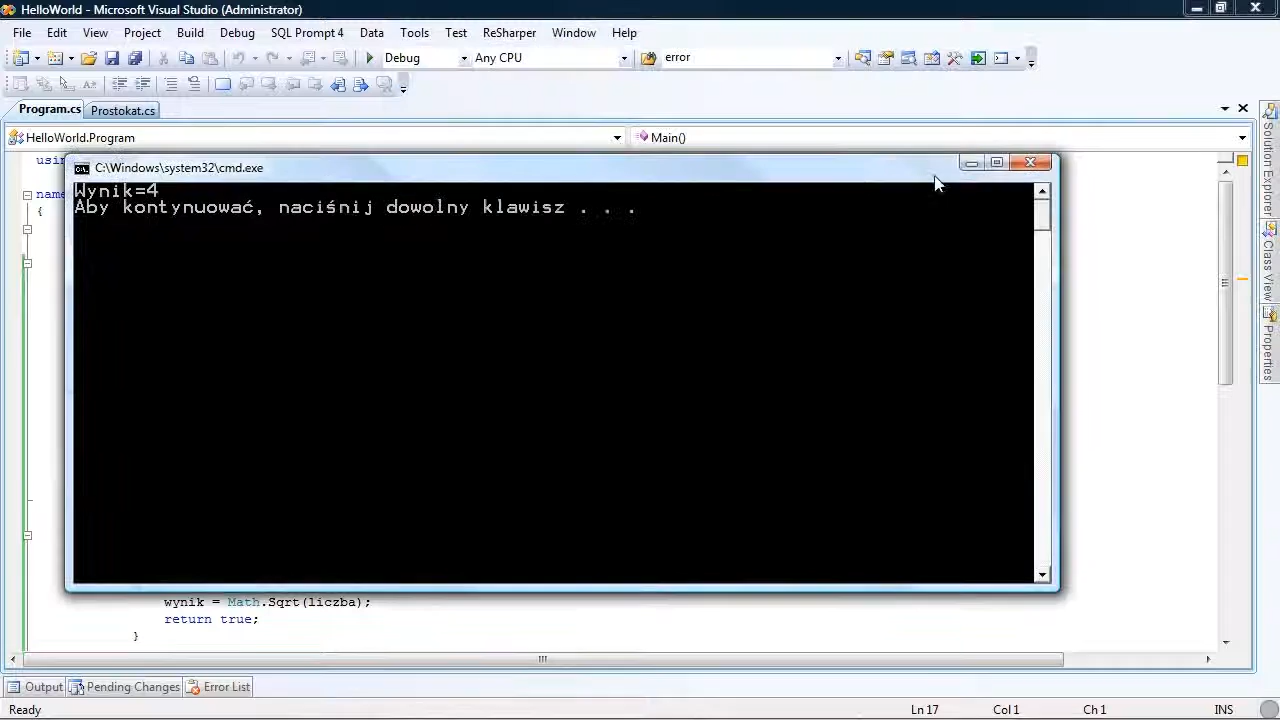 HelloWorld - Microsoft Visual Studio (Administrator)
File Edit View Project Build Debug SQL Prompt 4 Data Tools Test ReSharper Window Help
Debug Any CPU error
Program.cs Prostokat.cs
HelloWorld.Program Main()
C:\Windows\system32\cmd.exe
Wynik=4
Aby kontynuować, naciśnij dowolny klawisz . . .
{
wynik = Math.Sqrt(liczba);
return true;
}
Solution Explorer
Class View
Properties
Output Pending Changes Error List
Ready Ln 17 Col 1 Ch 1 INS